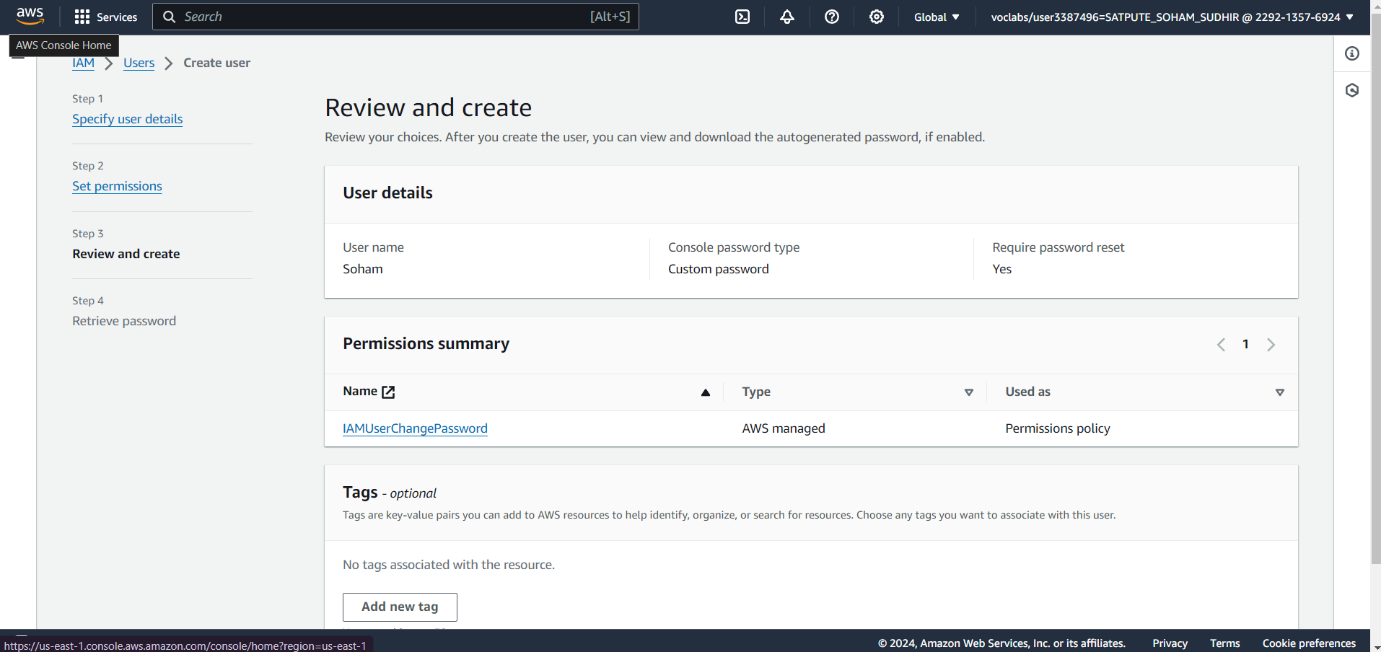 aws
Services
Search
[Alt+S]
Global
voclabs/user3387496=SATPUTE_SOHAM_SUDHIR @ 2292-1357-6924
AWS Console Home
IAM
Users
Create user
Step 1
Specify user details
Step 2
Set permissions
Step 3
Review and create
Step 4
Retrieve password
Review and create
Review your choices. After you create the user, you can view and download the autogenerated password, if enabled.
User details
User name
Console password type
Require password reset
Soham
Custom password
Yes
Permissions summary
1
Name
Type
Used as
IAMUserChangePassword
AWS managed
Permissions policy
Tags - optional
Tags are key-value pairs you can add to AWS resources to help identify, organize, or search for resources. Choose any tags you want to associate with this user.
No tags associated with the resource.
Add new tag
https://us-east-1.console.aws.amazon.com/console/home?region=us-east-1
© 2024, Amazon Web Services, Inc. or its affiliates.
Privacy
Terms
Cookie preferences